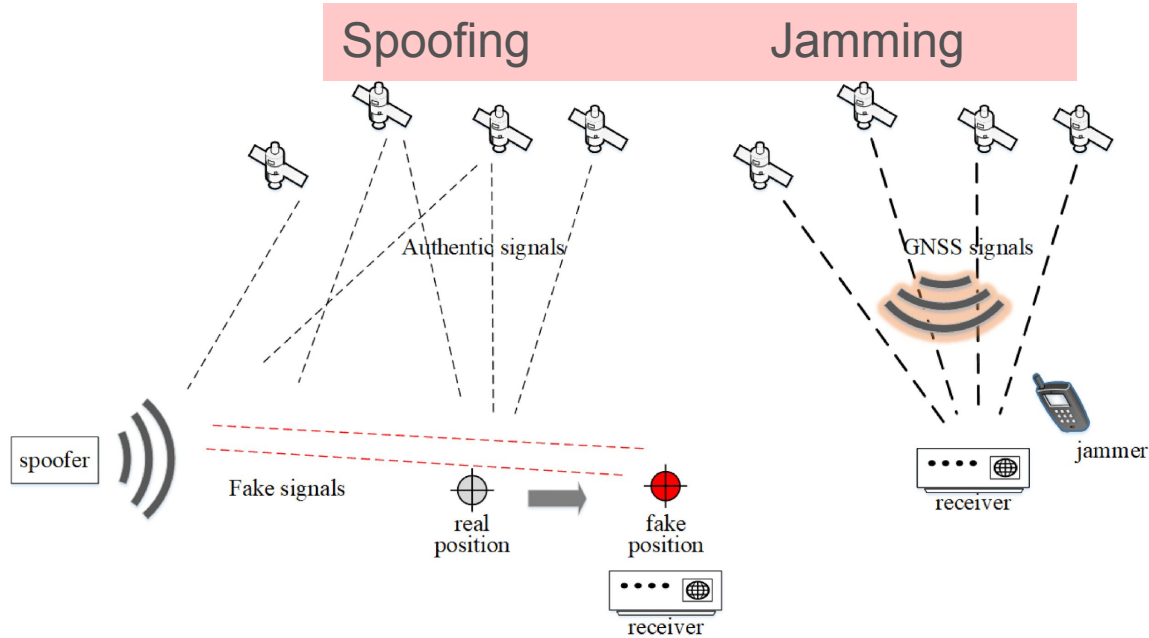 Spoofing
Jamming
Authentic signals
GNSS signals
spoofer
Fake signals
real
position
fake
position
receiver
jammer
receiver